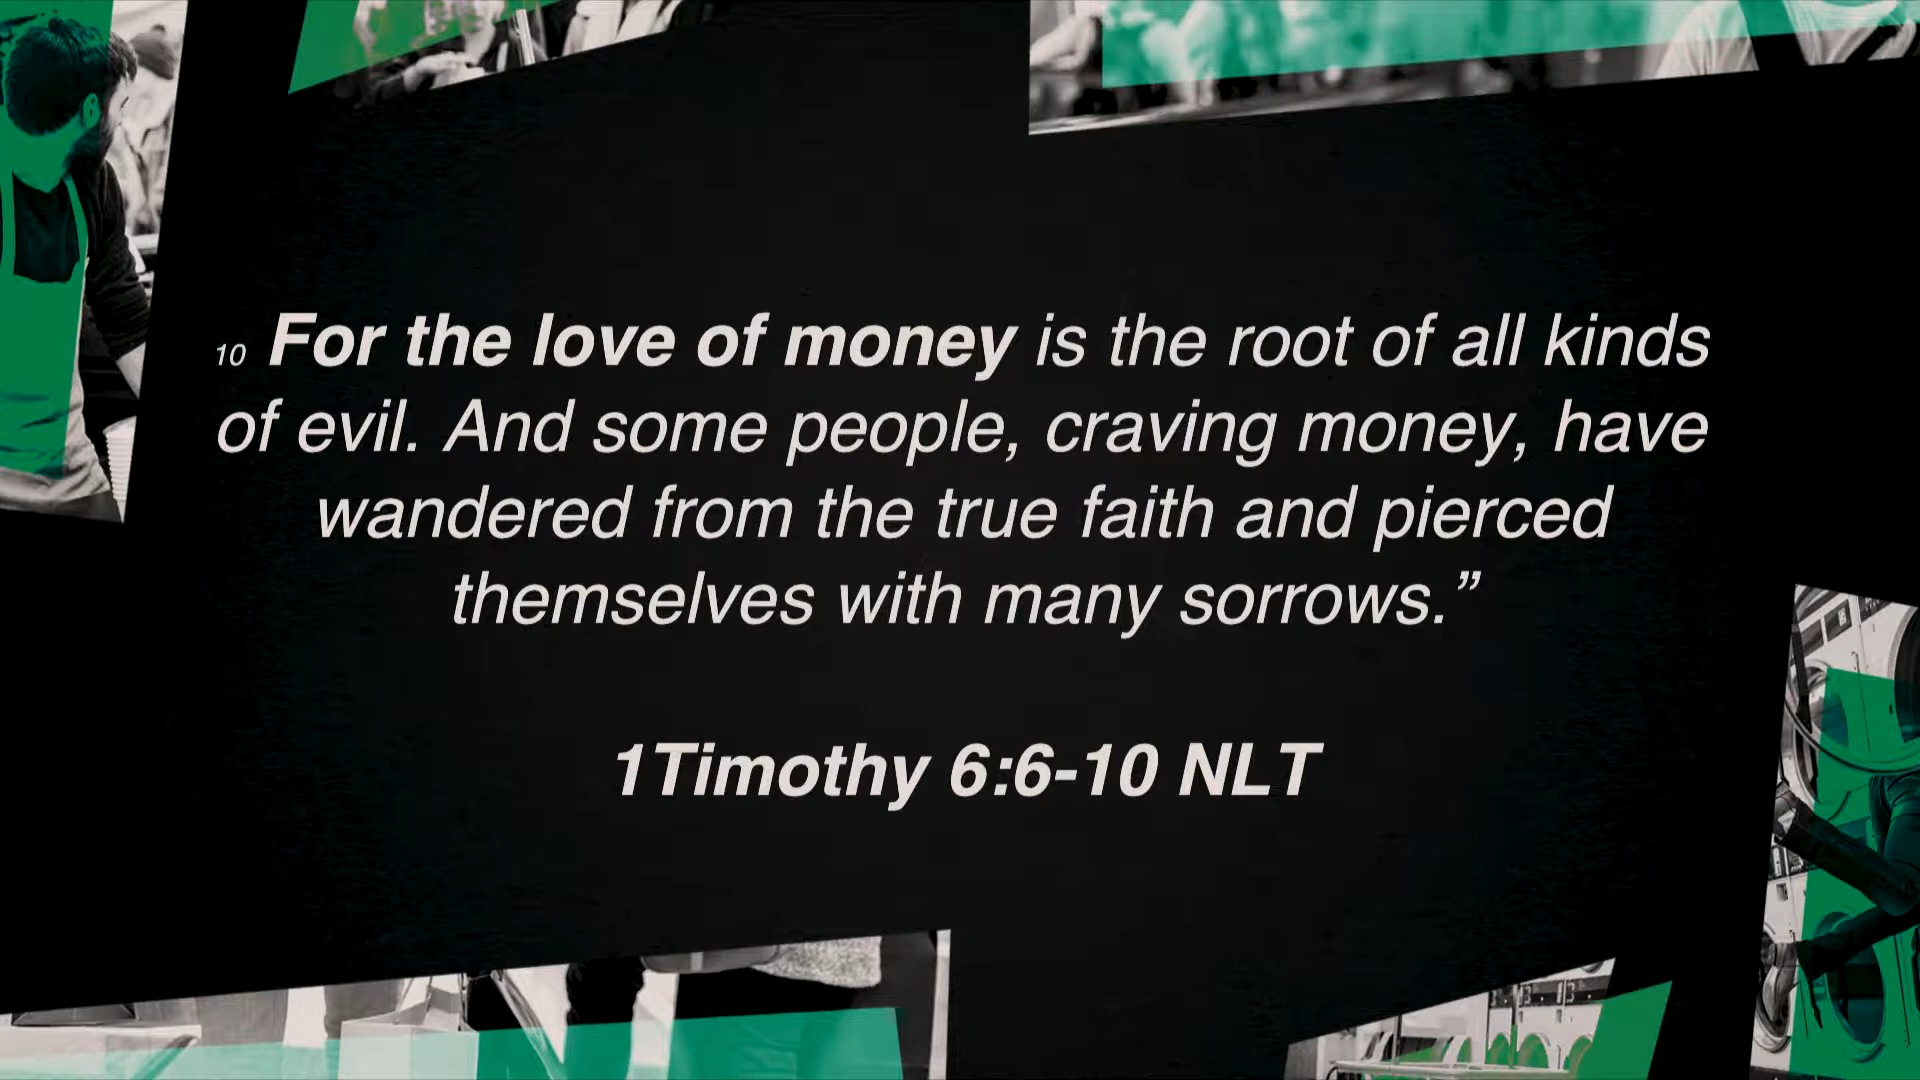 10 For the love of money is the root of all kinds
of evil. And some people, craving money, have
wandered from the true faith and pierced
themselves with many sorrows.”
1Timothy 6:6-10 NLT